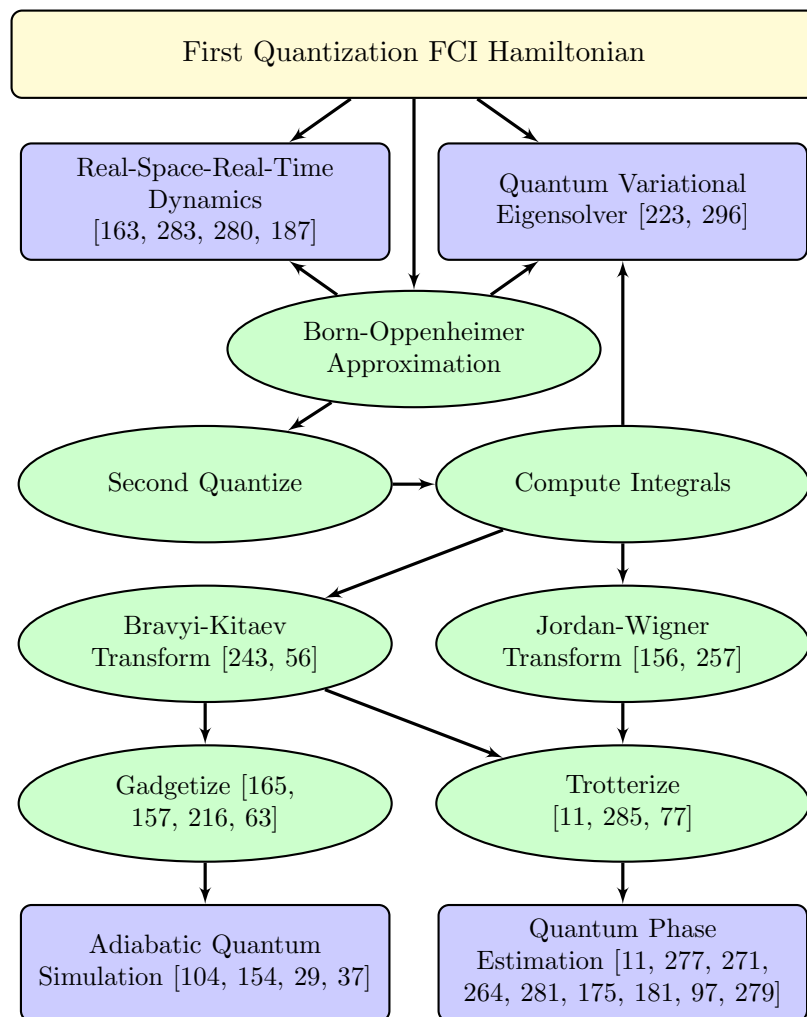 First Quantization FCI Hamiltonian
Real-Space-Real-Time
Dynamics
[163, 283, 280, 187]
Quantum Variational
Eigensolver [223, 296]
Born-Oppenheimer
Approximation
Second Quantize
Compute Integrals
Bravyi-Kitaev
Transform [243, 56]
Jordan-Wigner
Transform [156, 257]
Gadgetize [165,
157, 216, 63]
Trotterize
[11, 285, 77]
Adiabatic Quantum
Simulation [104, 154, 29, 37]
Quantum Phase
Estimation [11, 277, 271,
264, 281, 175, 181, 97, 279]